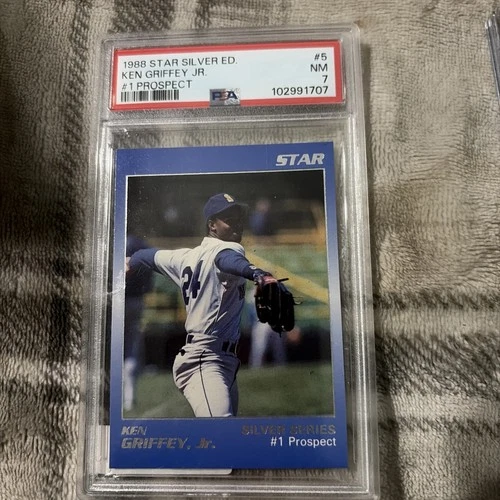 1988 STAR SILVER ED. #5
KEN GRIFFEY JR. NM
#1 PROSPECT 7
PSA 102991707
STAR
24
KEN SILVER SERIES
GRIFFEY, Jr. #1 Prospect